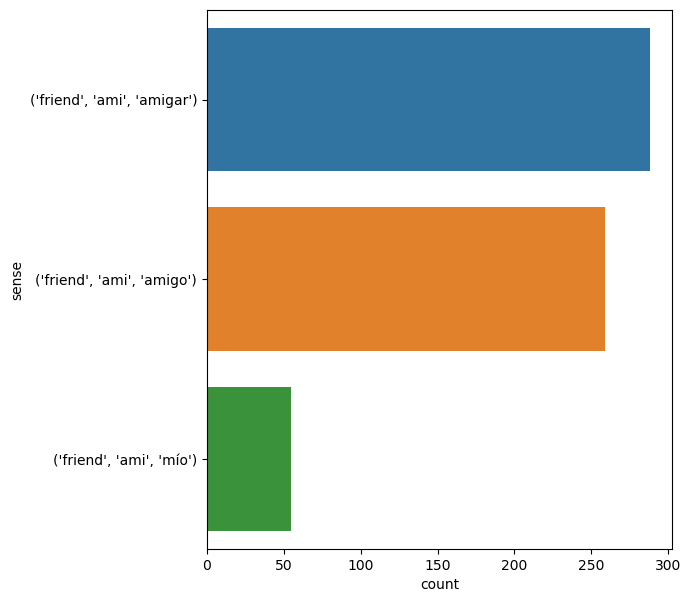 ('friend', 'ami', 'amigar')
('friend', 'ami', 'amigo')
('friend', 'ami', 'mío')
sense
0 50 100 150 200 250 300
count